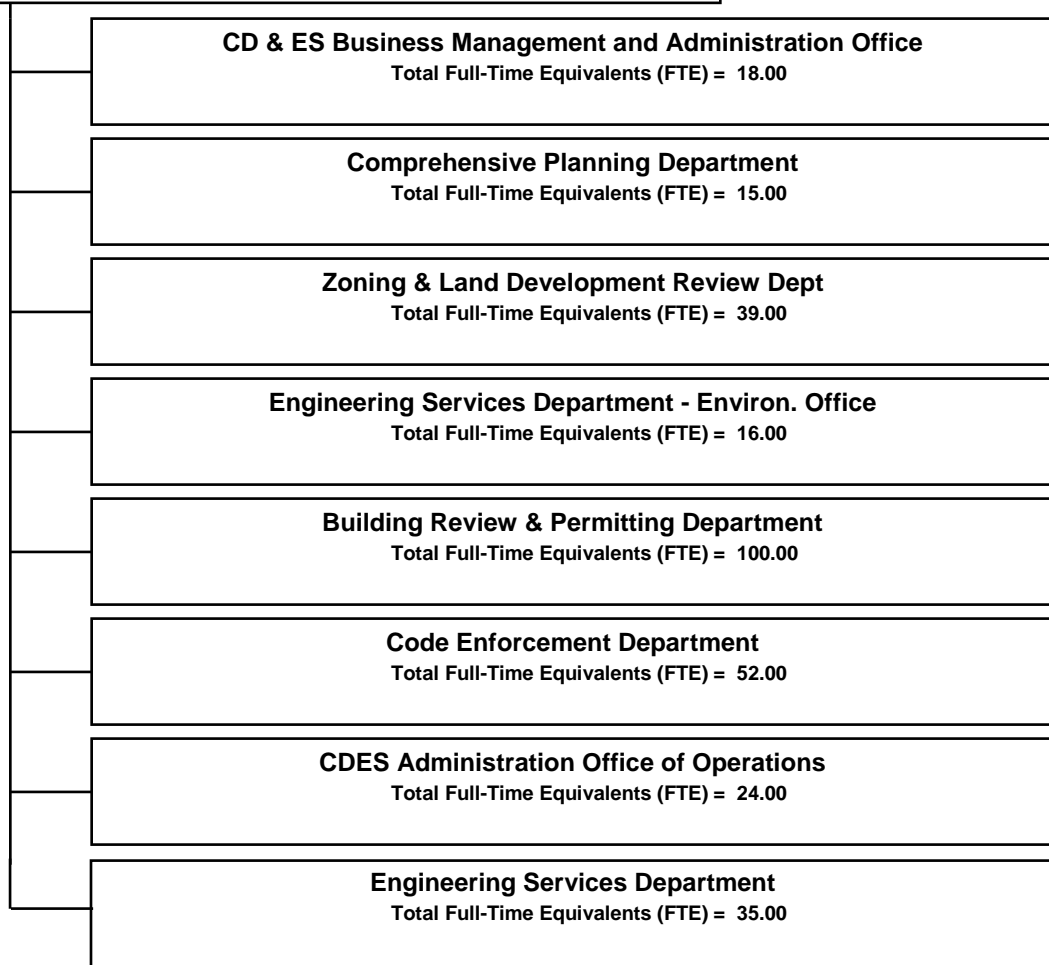 CD & ES Business Management and Administration Office
Total Full-Time Equivalents (FTE) = 18.00
Comprehensive Planning Department
Total Full-Time Equivalents (FTE) = 15.00
Zoning & Land Development Review Dept
Total Full-Time Equivalents (FTE) = 39.00
Engineering Services Department - Environ. Office
Total Full-Time Equivalents (FTE) = 16.00
Building Review & Permitting Department
Total Full-Time Equivalents (FTE) = 100.00
Code Enforcement Department
Total Full-Time Equivalents (FTE) = 52.00
CDES Administration Office of Operations
Total Full-Time Equivalents (FTE) = 24.00
Engineering Services Department
Total Full-Time Equivalents (FTE) = 35.00